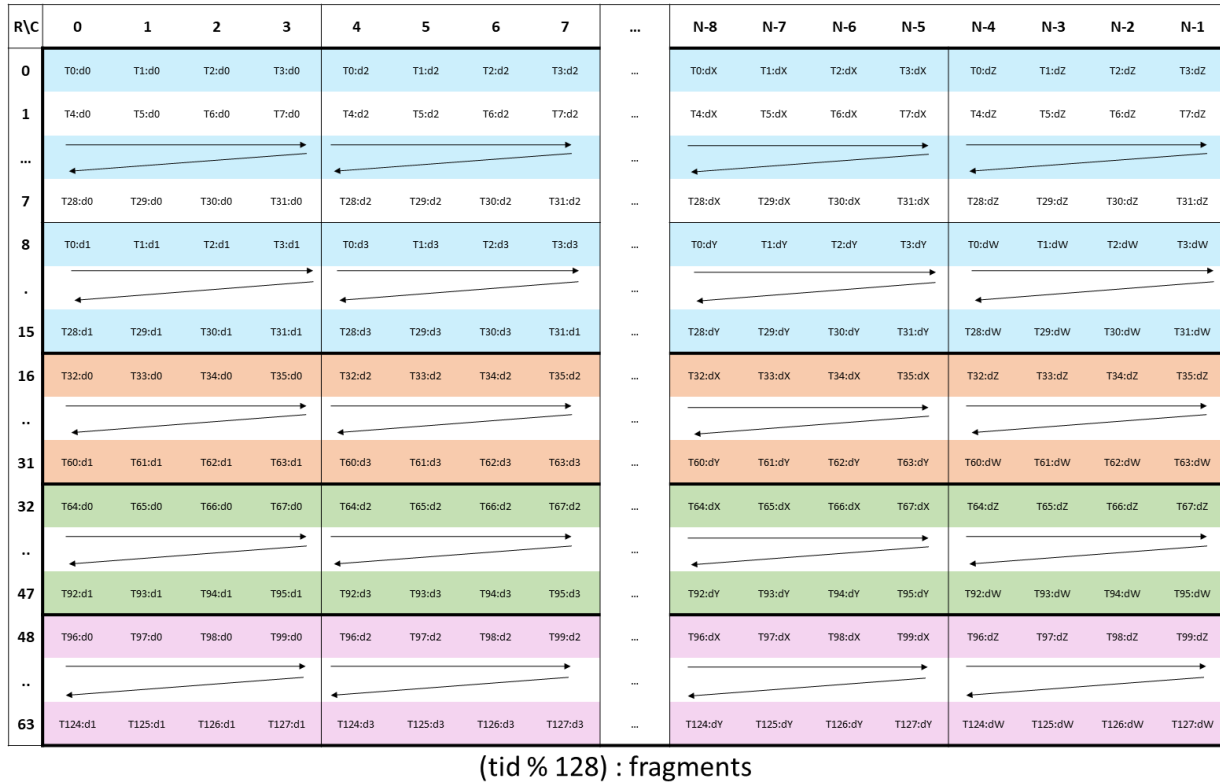 R\C 0 1 2 3 4 5 6 7 ... N-8 N-7 N-6 N-5 N-4 N-3 N-2 N-1
0 T0:d0 T1:d0 T2:d0 T3:d0 T0:d2 T1:d2 T2:d2 T3:d2 ... T0:dX T1:dX T2:dX T3:dX T0:dZ T1:dZ T2:dZ T3:dZ
1 T4:d0 T5:d0 T6:d0 T7:d0 T4:d2 T5:d2 T6:d2 T7:d2 ... T4:dX T5:dX T6:dX T7:dX T4:dZ T5:dZ T6:dZ T7:dZ
... ...
7 T28:d0 T29:d0 T30:d0 T31:d0 T28:d2 T29:d2 T30:d2 T31:d2 ... T28:dX T29:dX T30:dX T31:dX T28:dZ T29:dZ T30:dZ T31:dZ
8 T0:d1 T1:d1 T2:d1 T3:d1 T0:d3 T1:d3 T2:d3 T3:d3 ... T0:dY T1:dY T2:dY T3:dY T0:dW T1:dW T2:dW T3:dW
. ...
15 T28:d1 T29:d1 T30:d1 T31:d1 T28:d3 T29:d3 T30:d3 T31:d1 ... T28:dY T29:dY T30:dY T31:dY T28:dW T29:dW T30:dW T31:dW
16 T32:d0 T33:d0 T34:d0 T35:d0 T32:d2 T33:d2 T34:d2 T35:d2 ... T32:dX T33:dX T34:dX T35:dX T32:dZ T33:dZ T34:dZ T35:dZ
.. ...
31 T60:d1 T61:d1 T62:d1 T63:d1 T60:d3 T61:d3 T62:d3 T63:d3 ... T60:dY T61:dY T62:dY T63:dY T60:dW T61:dW T62:dW T63:dW
32 T64:d0 T65:d0 T66:d0 T67:d0 T64:d2 T65:d2 T66:d2 T67:d2 ... T64:dX T65:dX T66:dX T67:dX T64:dZ T65:dZ T66:dZ T67:dZ
.. ...
47 T92:d1 T93:d1 T94:d1 T95:d1 T92:d3 T93:d3 T94:d3 T95:d3 ... T92:dY T93:dY T94:dY T95:dY T92:dW T93:dW T94:dW T95:dW
48 T96:d0 T97:d0 T98:d0 T99:d0 T96:d2 T97:d2 T98:d2 T99:d2 ... T96:dX T97:dX T98:dX T99:dX T96:dZ T97:dZ T98:dZ T99:dZ
.. ...
63 T124:d1 T125:d1 T126:d1 T127:d1 T124:d3 T125:d3 T126:d3 T127:d3 ... T124:dY T125:dY T126:dY T127:dY T124:dW T125:dW T126:dW T127:dW
(tid % 128) : fragments